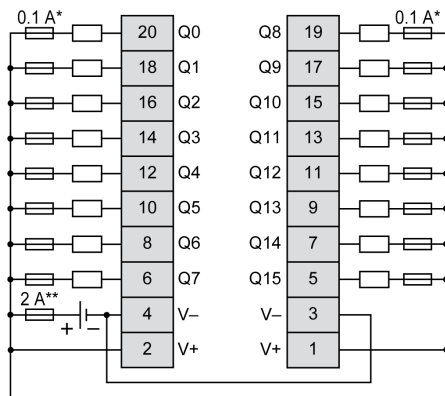 0.1 A* 20 Q0 Q8 19 0.1 A*
18 Q1 Q9 17
16 Q2 Q10 15
14 Q3 Q11 13
12 Q4 Q12 11
10 Q5 Q13 9
8 Q6 Q14 7
6 Q7 Q15 5
2 A** + − 4 V− V− 3
2 V+ V+ 1